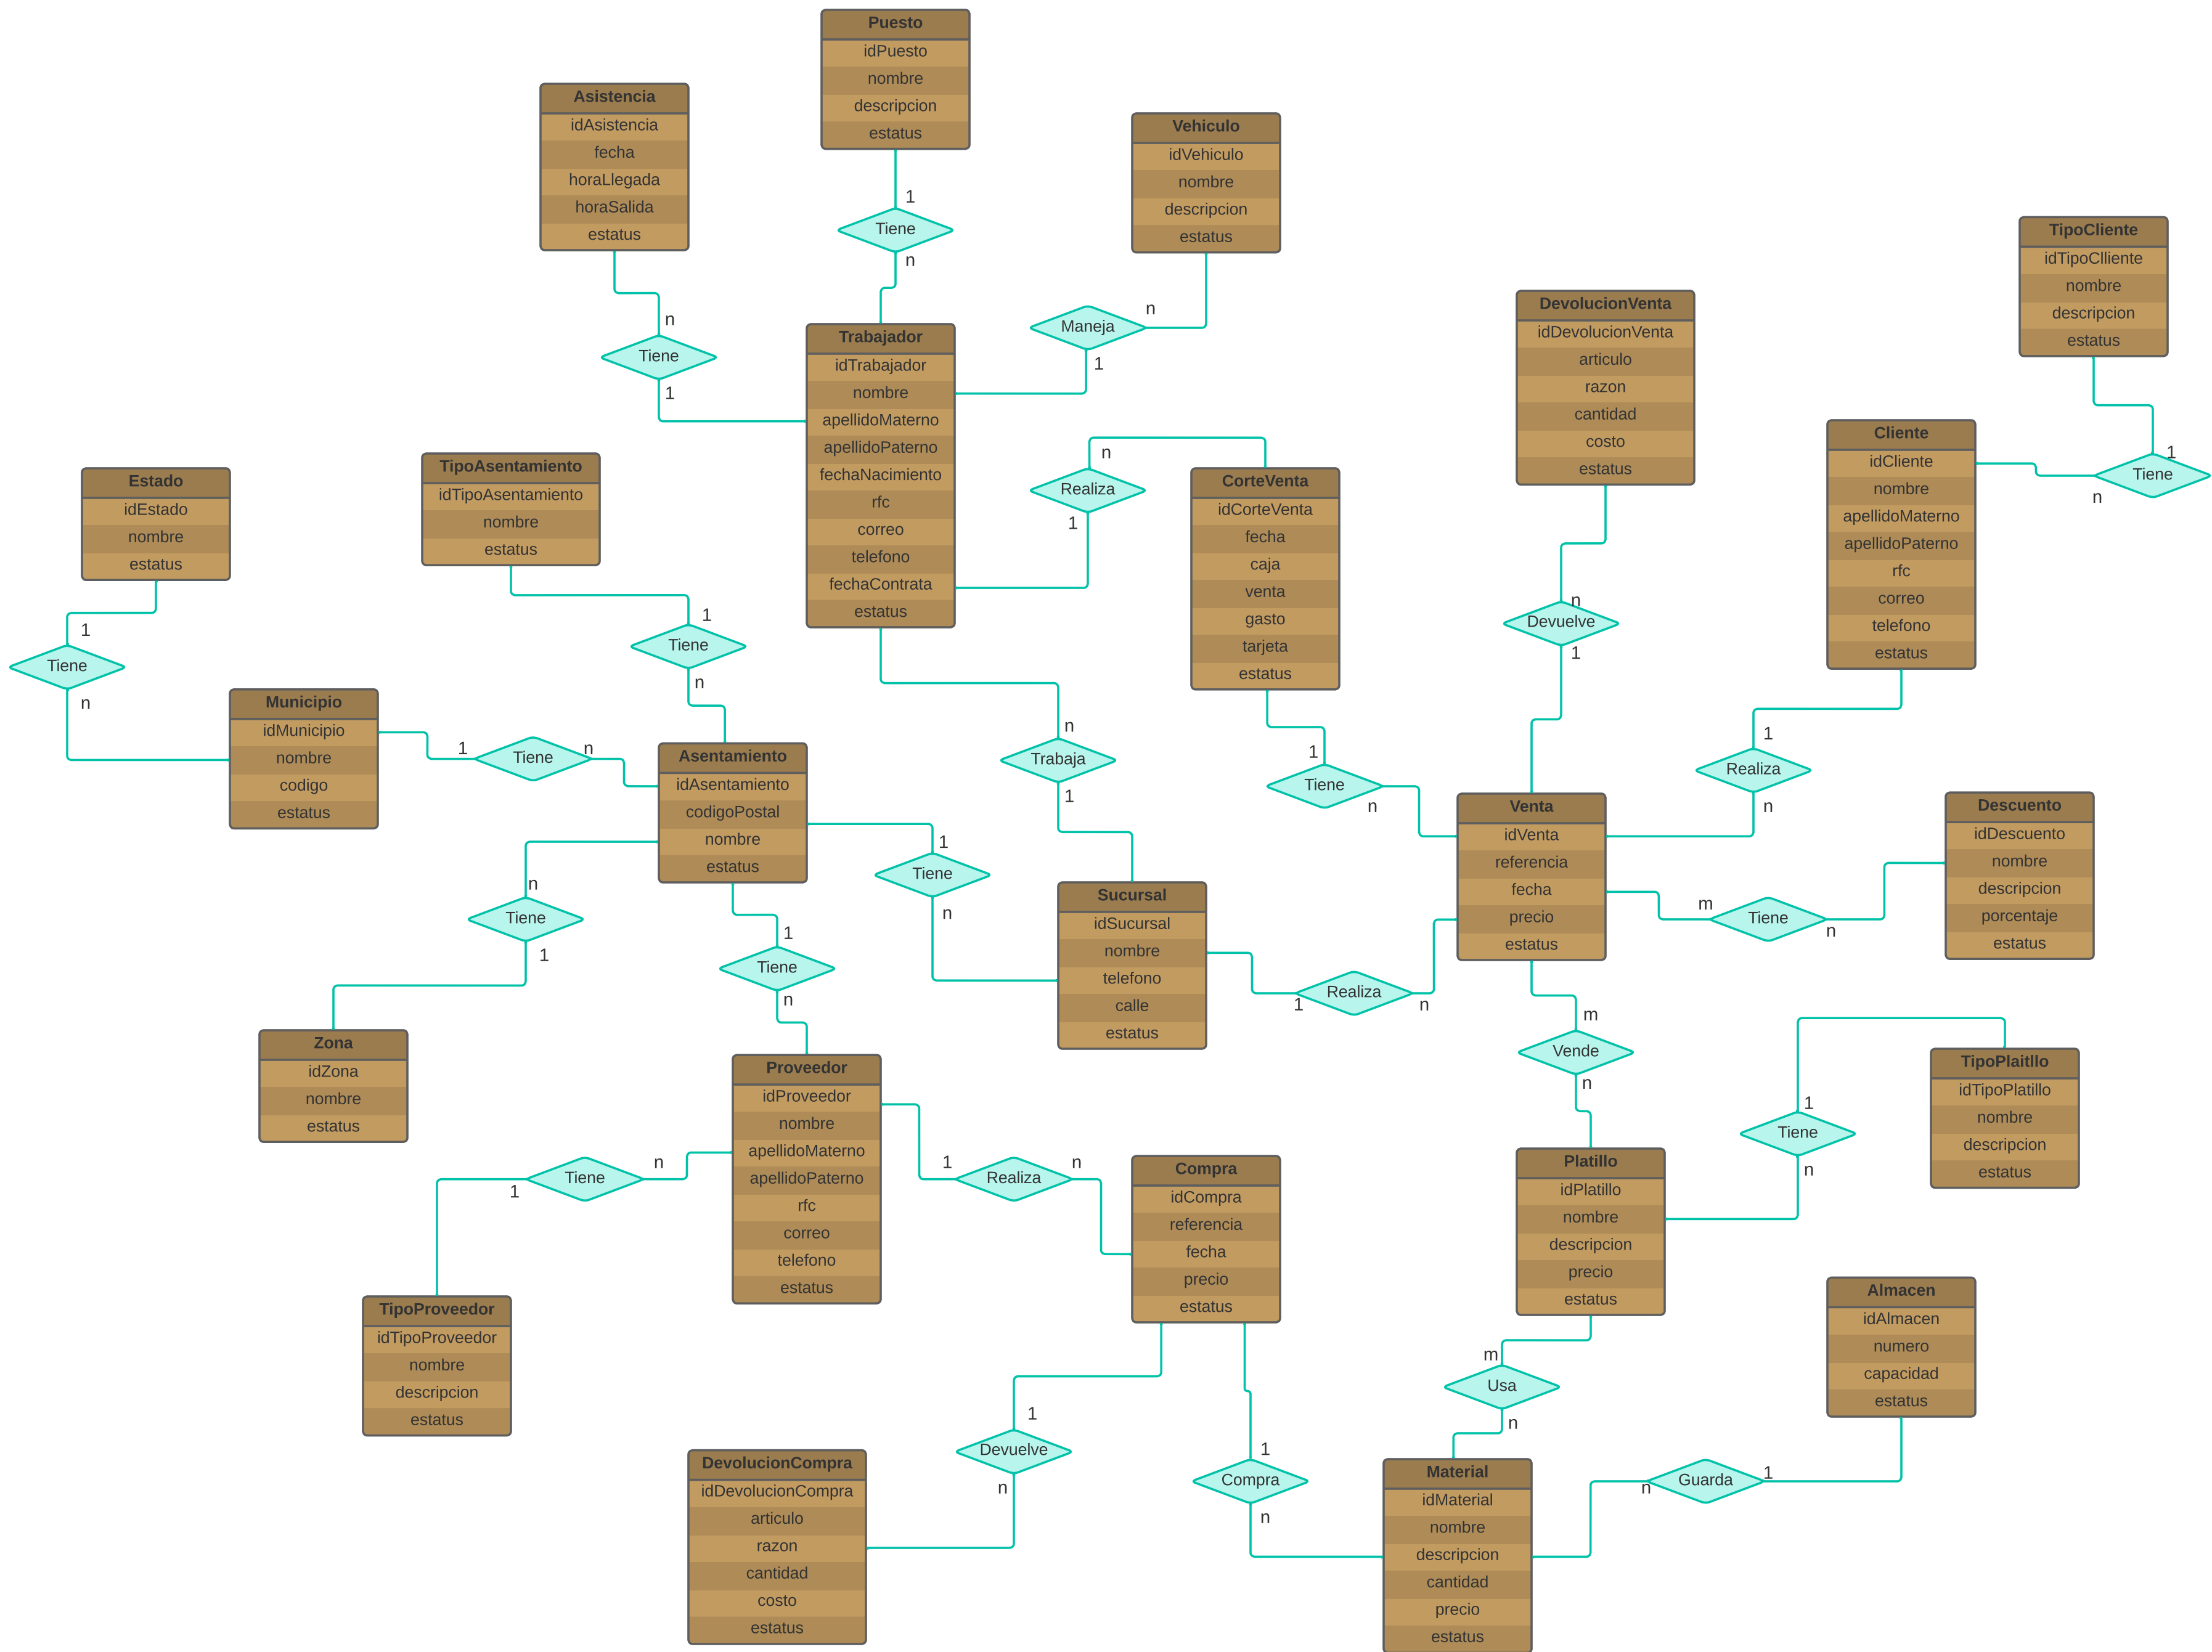 Puesto
idPuesto
nombre
descripcion
estatus
1
Tiene
n
Asistencia
idAsistencia
fecha
horaLlegada
horaSalida
estatus
n
Tiene
1
Vehiculo
idVehiculo
nombre
descripcion
estatus
n
Maneja
1
TipoCliente
idTipoClliente
nombre
descripcion
estatus
1
Tiene
n
Trabajador
idTrabajador
nombre
apellidoMaterno
apellidoPaterno
fechaNacimiento
rfc
correo
telefono
fechaContrata
estatus
n
Realiza
1
DevolucionVenta
idDevolucionVenta
articulo
razon
cantidad
costo
estatus
n
Devuelve
1
Cliente
idCliente
nombre
apellidoMaterno
apellidoPaterno
rfc
correo
telefono
estatus
1
Realiza
n
Estado
idEstado
nombre
estatus
1
Tiene
n
TipoAsentamiento
idTipoAsentamiento
nombre
estatus
1
Tiene
n
CorteVenta
idCorteVenta
fecha
caja
venta
gasto
tarjeta
estatus
1
Tiene
n
Municipio
idMunicipio
nombre
codigo
estatus
1
Tiene
n
Asentamiento
idAsentamiento
codigoPostal
nombre
estatus
n
Trabaja
1
1
Tiene
n
n
Tiene
1
1
Tiene
n
Sucursal
idSucursal
nombre
telefono
calle
estatus
1
Realiza
n
Venta
idVenta
referencia
fecha
precio
estatus
m
Tiene
n
Descuento
idDescuento
nombre
descripcion
porcentaje
estatus
m
Vende
n
Zona
idZona
nombre
estatus
Proveedor
idProveedor
nombre
apellidoMaterno
apellidoPaterno
rfc
correo
telefono
estatus
1
Tiene
n
1
Realiza
n
TipoPlaitllo
idTipoPlatillo
nombre
descripcion
estatus
1
Tiene
n
Compra
idCompra
referencia
fecha
precio
estatus
Platillo
idPlatillo
nombre
descripcion
precio
estatus
TipoProveedor
idTipoProveedor
nombre
descripcion
estatus
m
Usa
n
Almacen
idAlmacen
numero
capacidad
estatus
1
Devuelve
n
1
Compra
n
n
Guarda
1
DevolucionCompra
idDevolucionCompra
articulo
razon
cantidad
costo
estatus
Material
idMaterial
nombre
descripcion
cantidad
precio
estatus